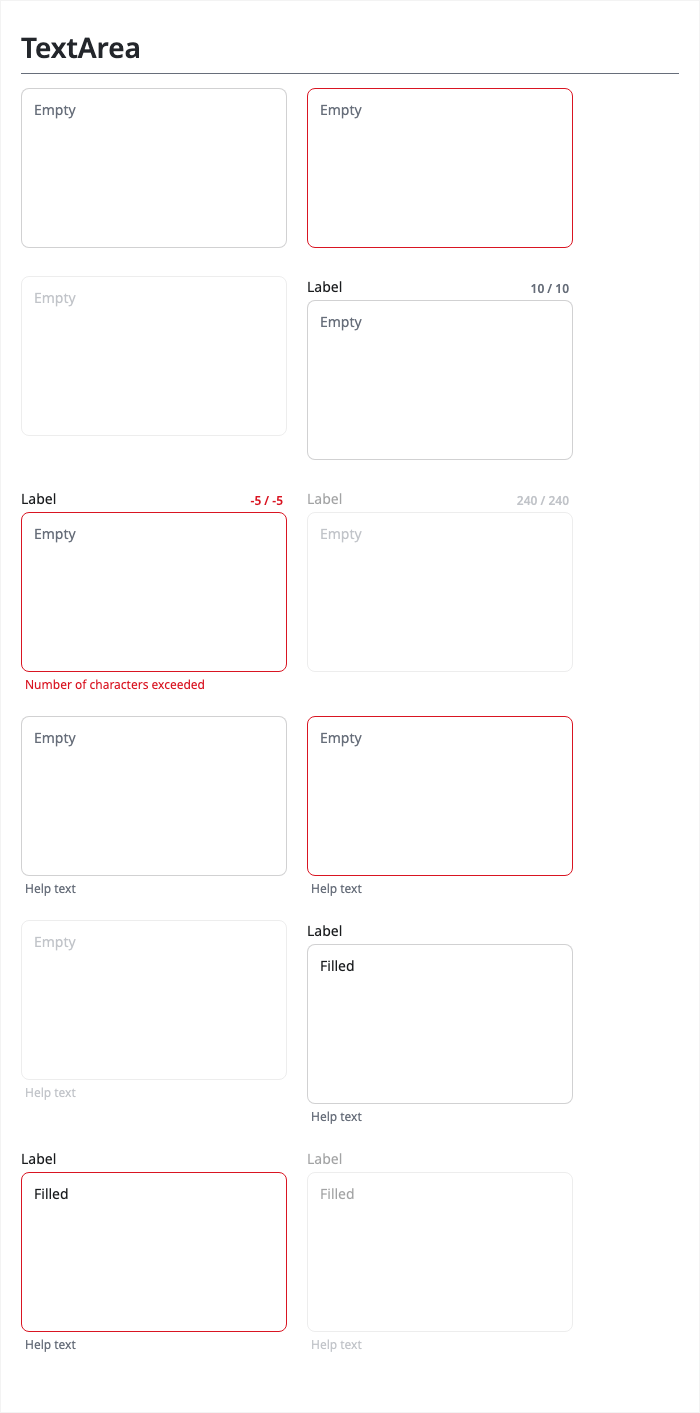 TextArea
Empty
Empty
Empty
Label 10 / 10
Empty
Label -5 / -5
Empty
Number of characters exceeded
Label 240 / 240
Empty
Empty
Help text
Empty
Help text
Empty
Help text
Label
Filled
Help text
Label
Filled
Help text
Label
Filled
Help text